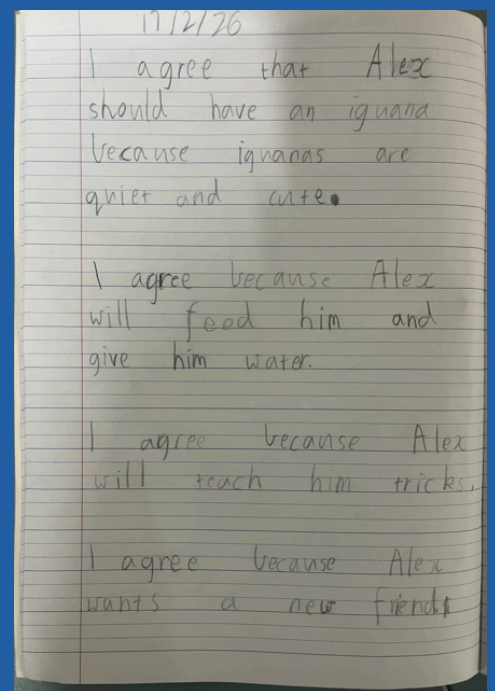 17/2/26
I agree that Alex
should have an iguana
because iguanas are
quiet and cute.
I agree because Alex
will feed him and
give him water.
I agree because Alex
will teach him tricks.
I agree because Alex
wants a new friend